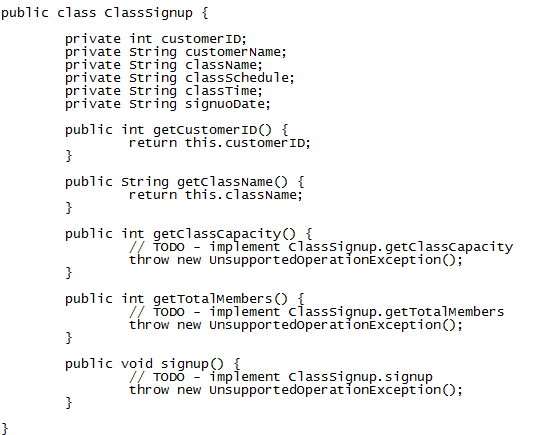 public class ClassSignup {
private int customerID;
private String customerName;
private String className;
private String classSchedule;
private String classTime;
private String signuoDate;
public int getCustomerID() {
return this.customerID;
}
public String getClassName() {
return this.className;
}
public int getClassCapacity() {
// TODO - implement ClassSignup.getClassCapacity
throw new UnsupportedOperationException();
}
public int getTotalMembers() {
// TODO - implement ClassSignup.getTotalMembers
throw new UnsupportedOperationException();
}
public void signup() {
// TODO - implement ClassSignup.signup
throw new UnsupportedOperationException();
}
}